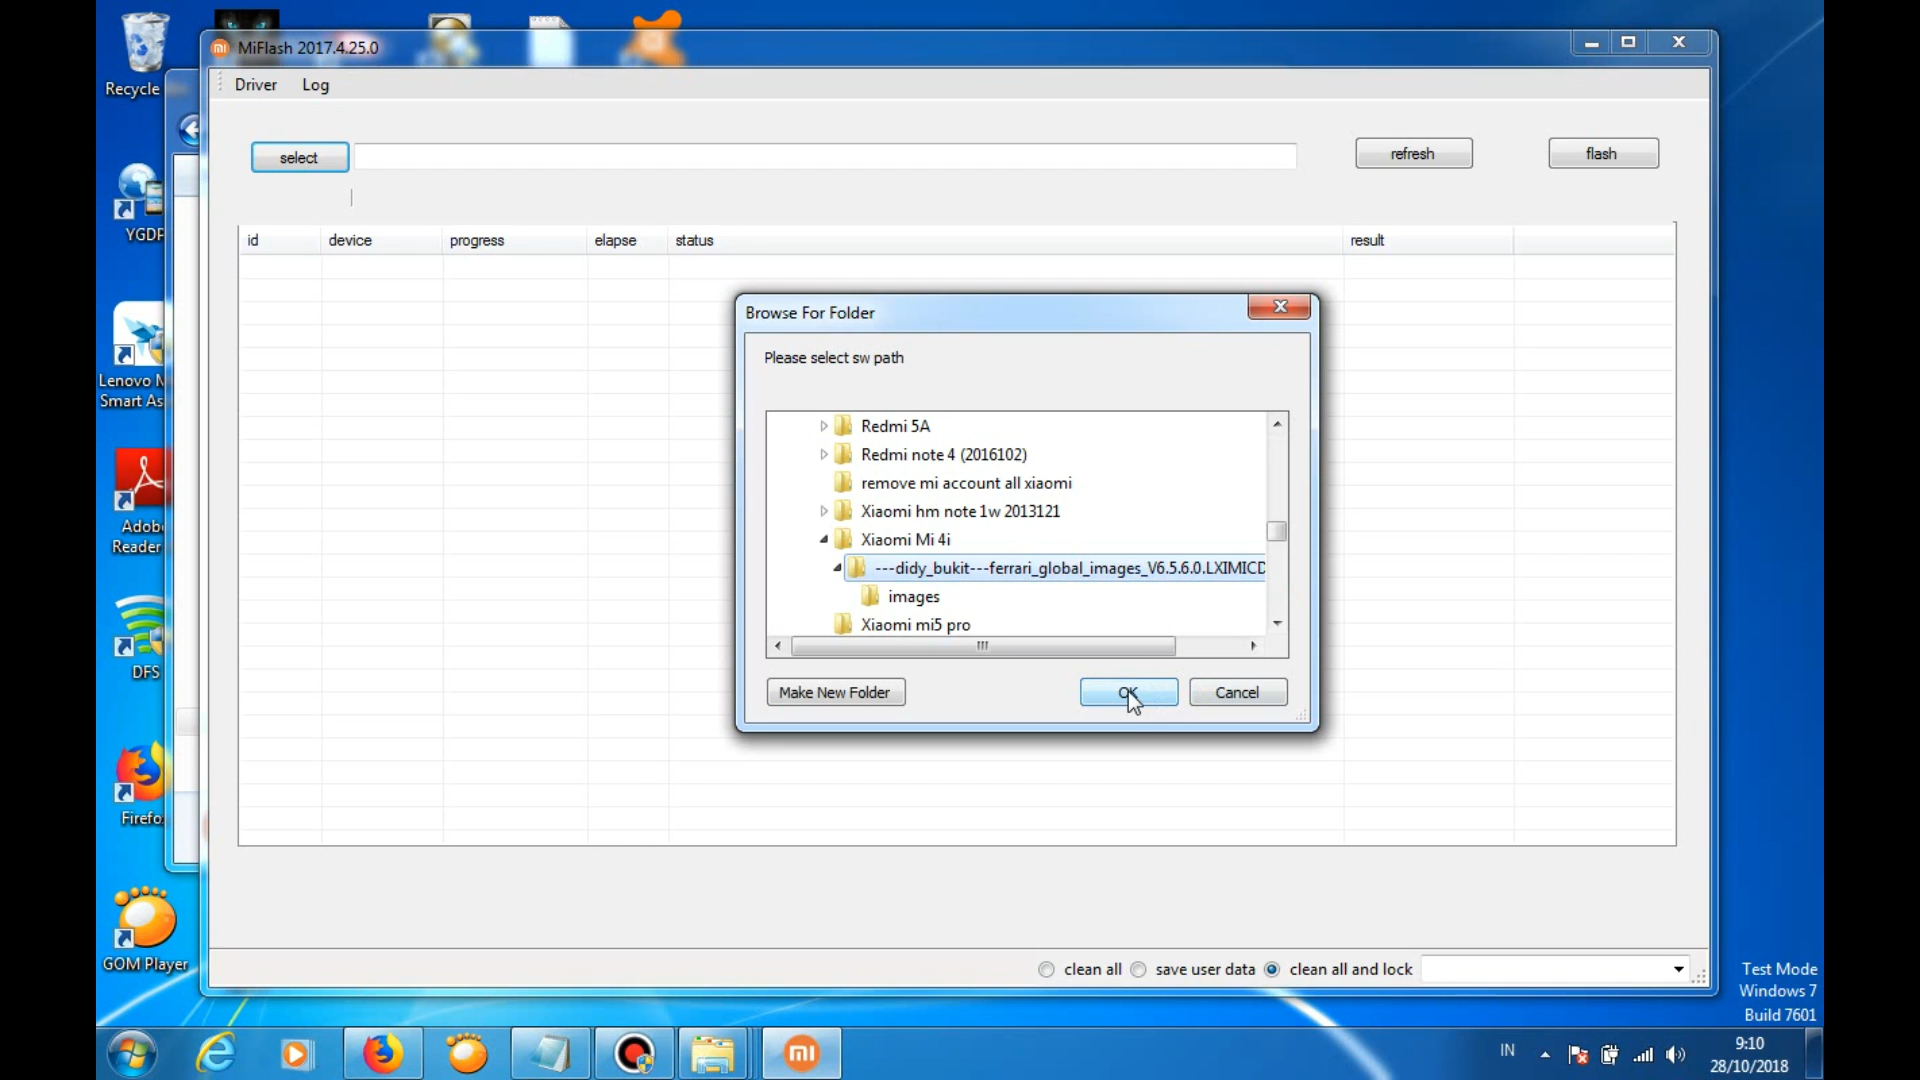 MiFlash 2017.4.25.0
Recycle
Driver Log
select
refresh
flash
id device progress elapse status result
YGDP
Browse For Folder
Please select sw path
Redmi 5A
Redmi note 4 (2016102)
remove mi account all xiaomi
Xiaomi hm note 1w 2013121
Xiaomi Mi 4i
---didy_bukit---ferrari_global_images_V6.5.6.0.LXIMICD
images
Xiaomi mi5 pro
Make New Folder
OK
Cancel
Lenovo M
Smart As
Adob
Reader
DFS
Firefo
GOM Player
clean all save user data clean all and lock
Test Mode
Windows 7
Build 7601
IN
9:10
28/10/2018